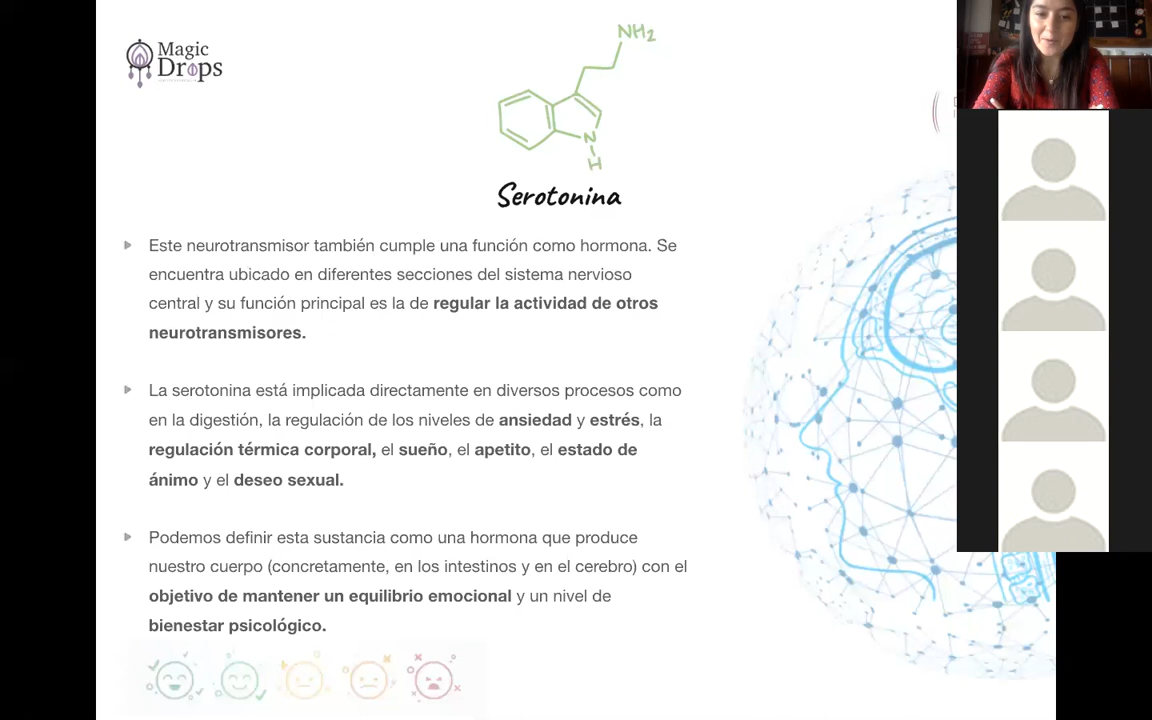 Magic
Drops
NH2
N
H
Serotonina
Este neurotransmisor también cumple una función como hormona. Se
encuentra ubicado en diferentes secciones del sistema nervioso
central y su función principal es la de regular la actividad de otros
neurotransmisores.
La serotonina está implicada directamente en diversos procesos como
en la digestión, la regulación de los niveles de ansiedad y estrés, la
regulación térmica corporal, el sueño, el apetito, el estado de
ánimo y el deseo sexual.
Podemos definir esta sustancia como una hormona que produce
nuestro cuerpo (concretamente, en los intestinos y en el cerebro) con el
objetivo de mantener un equilibrio emocional y un nivel de
bienestar psicológico.